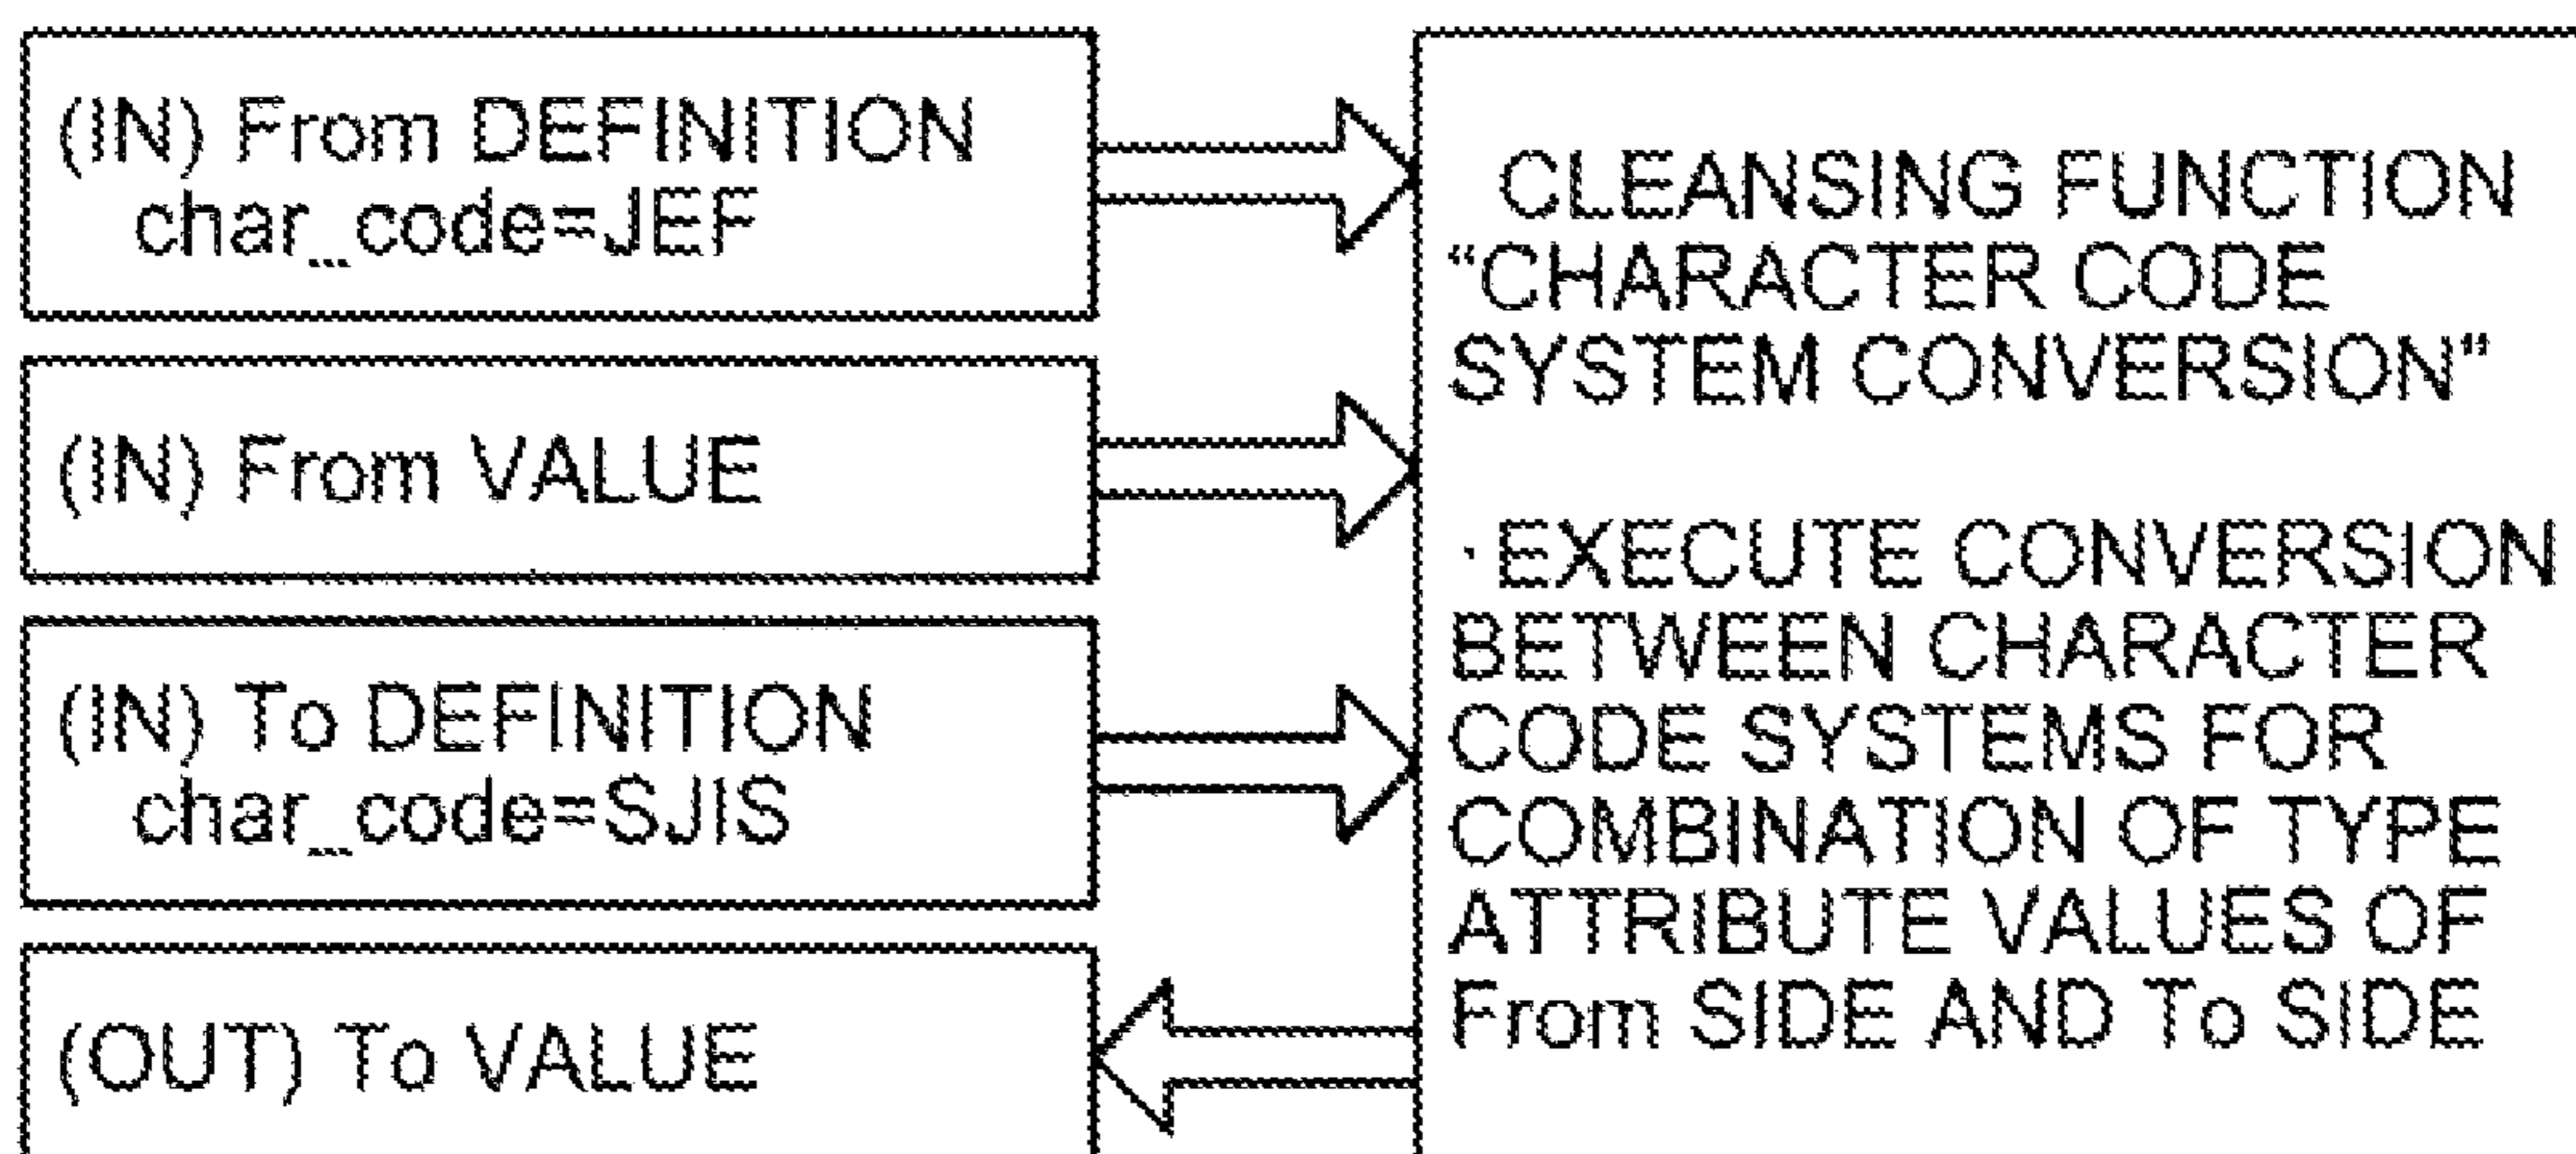 (IN) From DEFINITION
char_code=JEF
(IN) From VALUE
(IN) To DEFINITION
char_code=SJIS
(OUT) To VALUE
CLEANSING FUNCTION
“CHARACTER CODE
SYSTEM CONVERSION“
·EXECUTE CONVERSION
BETWEEN CHARACTER
CODE SYSTEMS FOR
COMBINATION OF TYPE
ATTRIBUTE VALUES OF
From SIDE AND To SIDE